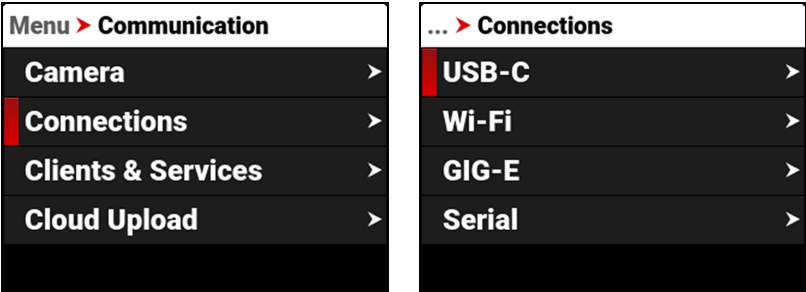 Menu ➤ Communication
Camera
Connections
Clients & Services
Cloud Upload
... ➤ Connections
USB-C
Wi-Fi
GIG-E
Serial